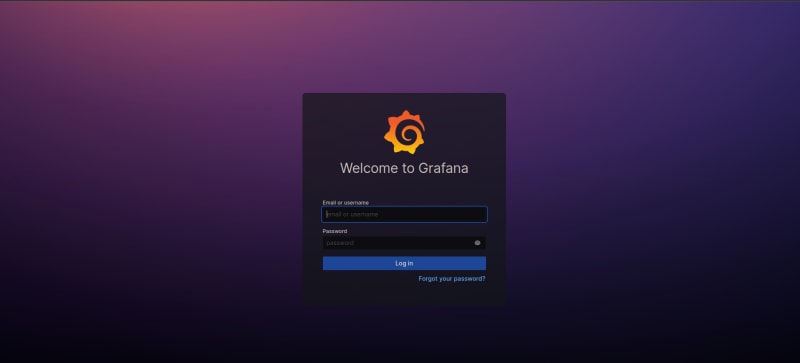 Welcome to Grafana
Email or username
email or username
Password
password
Log in
Forgot your password?